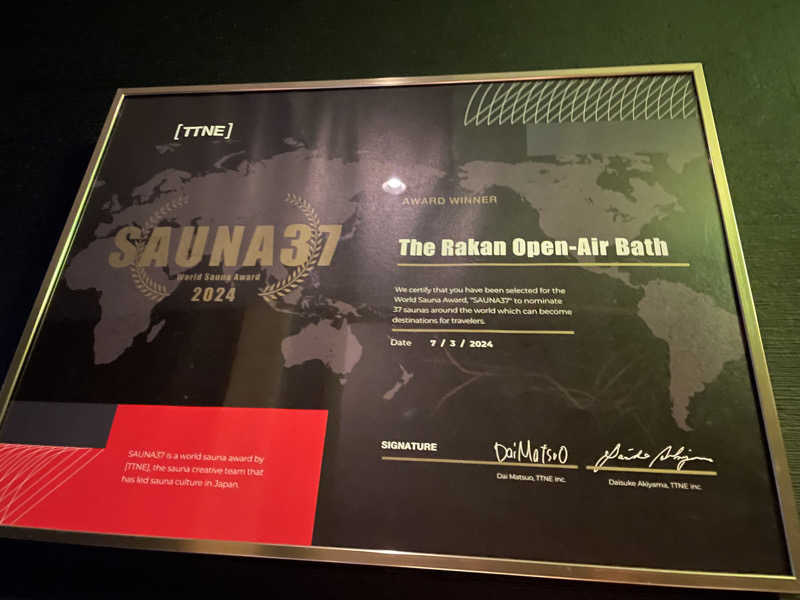 [TTNE]
SAUNA37
World Sauna Award
2024
AWARD WINNER
The Rakan Open-Air Bath
We certify that you have been selected for the
World Sauna Award, "SAUNA37" to nominate
37 saunas around the world which can become
destinations for travelers.
Date 7 / 3 / 2024
SAUNA37 is a world sauna award by
[TTNE], the sauna creative team that
has led sauna culture in Japan.
SIGNATURE
Dai Matsuo
Dai Matsuo, TTNE inc.
Daisuke Akiyama, TTNE inc.